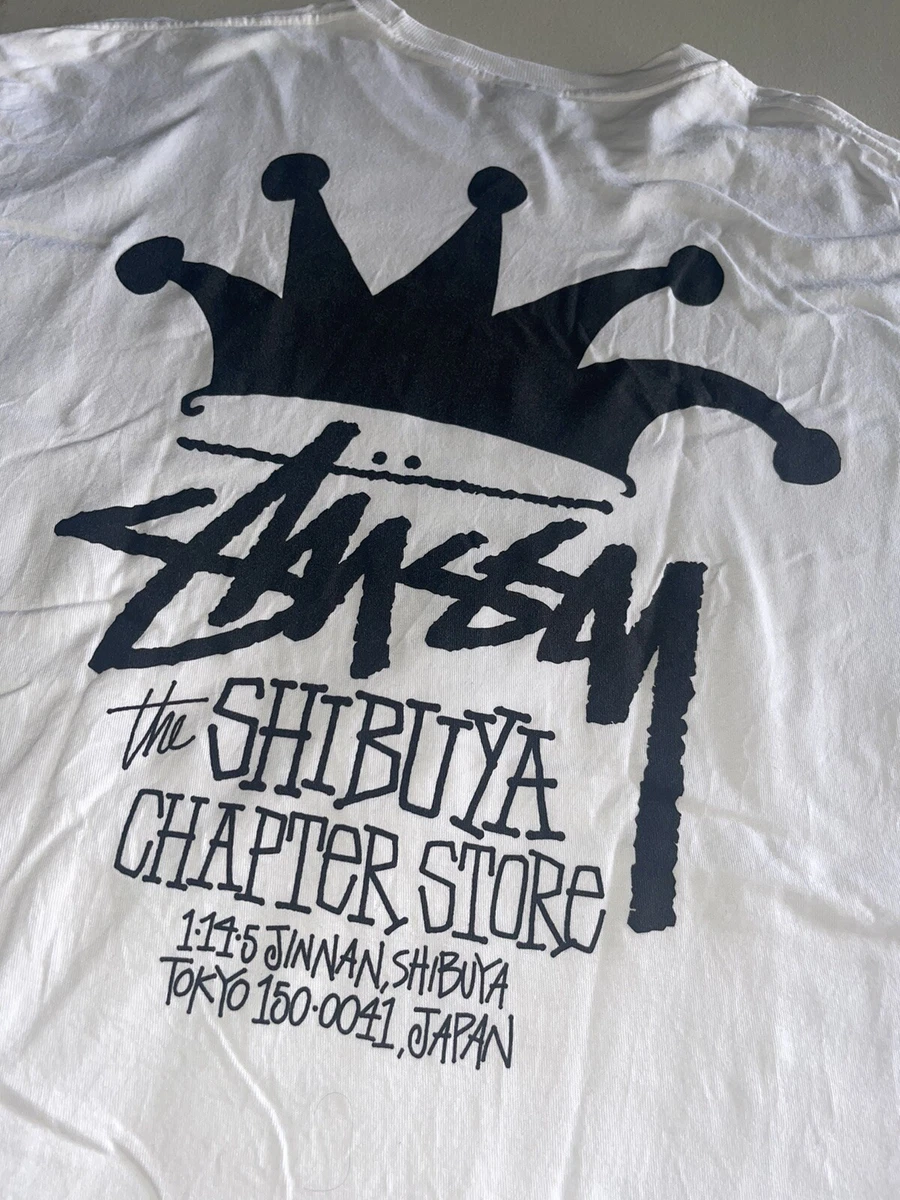 STÜSSY
the SHIBUYA
CHAPTeR STORe
1·14·5 JINNAN, SHIBUYA
TOKYO 150·0041, JAPAN